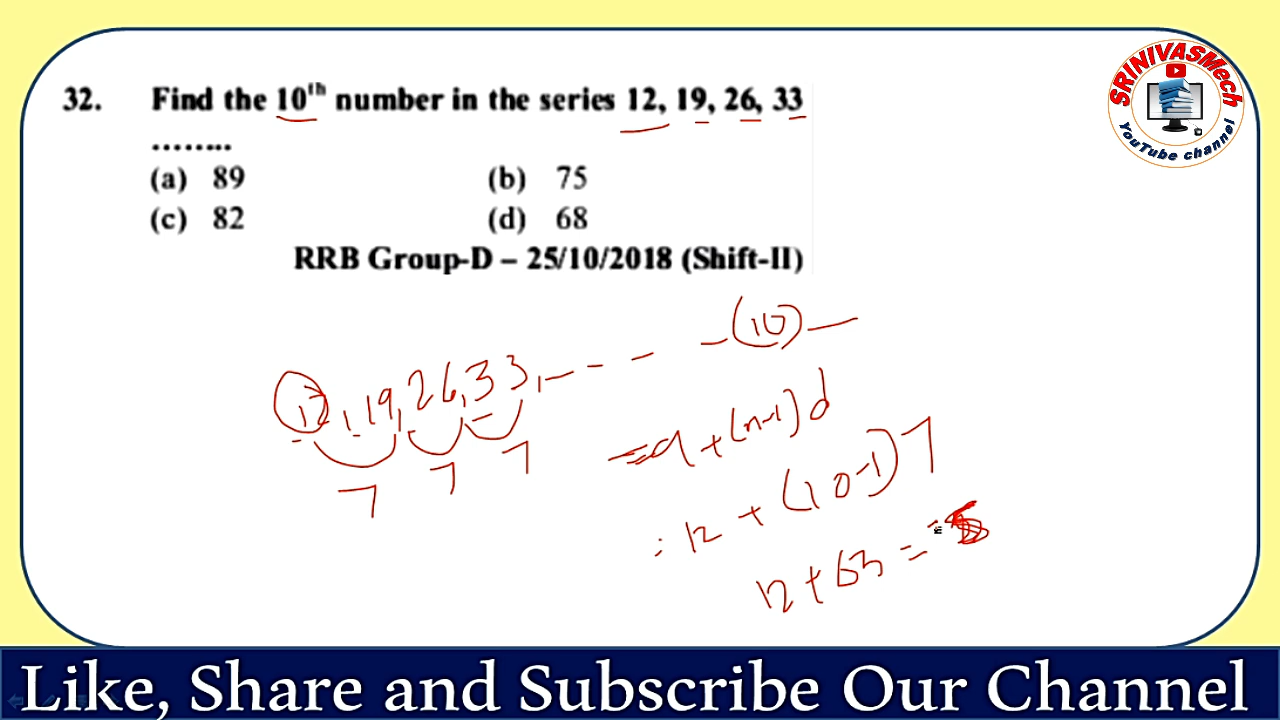 SRINIVASMech
YouTube channel
32. Find the 10th number in the series 12, 19, 26, 33
........
(a) 89 (b) 75
(c) 82 (d) 68
RRB Group-D – 25/10/2018 (Shift-II)
12, 19, 26, 33, - - - - (10) -
7 7 7
= a + (n-1) d
= 12 + (10-1) 7
12 + 63 =
Like, Share and Subscribe Our Channel